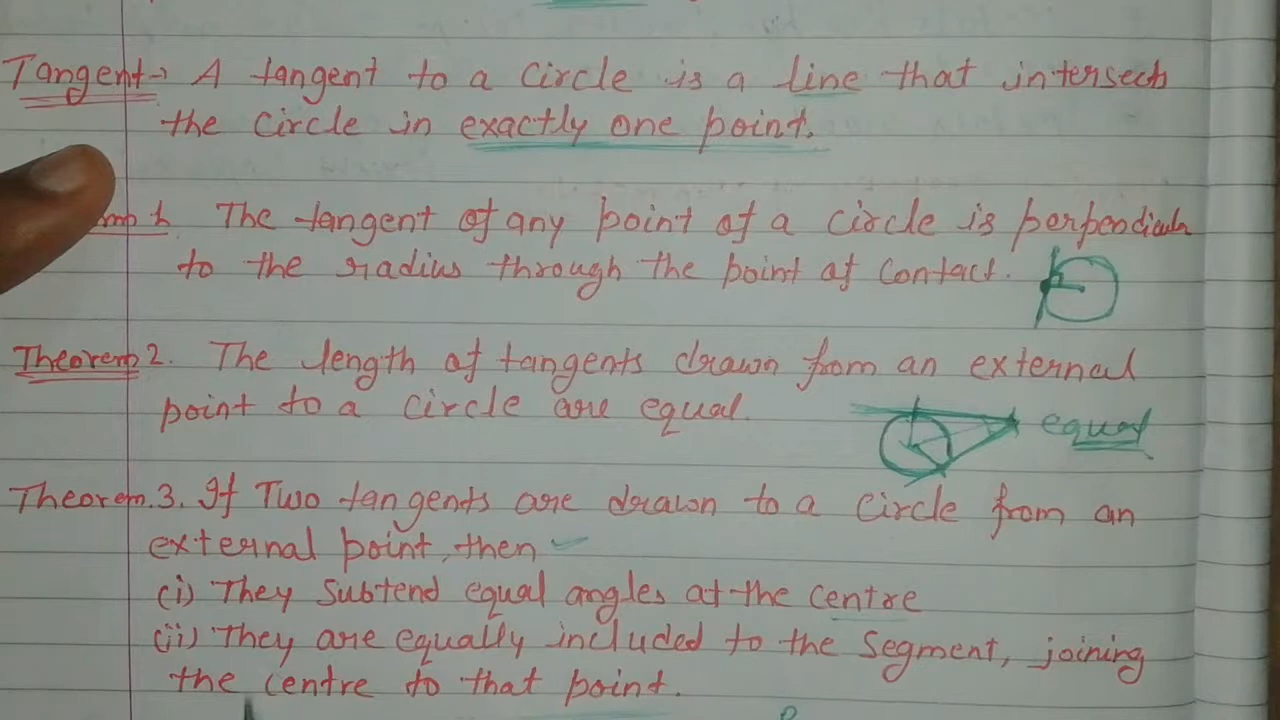 Tangent→ A tangent to a circle is a line that intersects
the circle in exactly one point.
The tangent of any point of a circle is perpendicular
to the radius through the point of contact.
Theorem 2. The length of tangents drawn from an external
point to a circle are equal.
equal
Theorem.3. If Two tangents are drawn to a circle from an
external point, then
(i) They subtend equal angles at the centre
(ii) They are equally included to the segment, joining
the centre to that point.